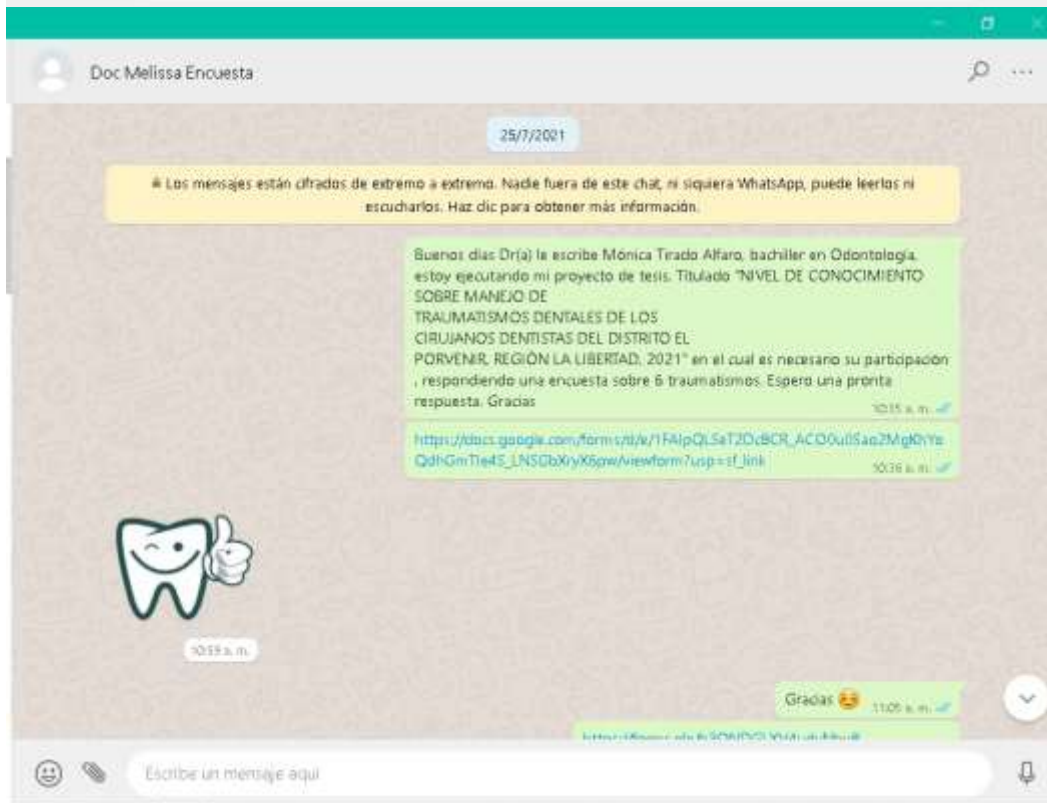 Doc Melissa Encuesta
25/7/2021
Los mensajes están cifrados de extremo a extremo. Nadie fuera de este chat, ni siquiera WhatsApp, puede leerlos ni
escucharlos. Haz clic para obtener más información.
Buenos días Dr(a) le escribe Mónica Tirado Alfaro, bachiller en Odontología,
estoy ejecutando mi proyecto de tesis. Titulado "NIVEL DE CONOCIMIENTO
SOBRE MANEJO DE
TRAUMATISMOS DENTALES DE LOS
CIRUJANOS DENTISTAS DEL DISTRITO EL
PORVENIR, REGIÓN LA LIBERTAD, 2021" en el cual es necesario su participación
, respondiendo una encuesta sobre 6 traumatismos. Espero una pronta
respuesta. Gracias
10:35 a. m.
10:36 a. m.
10:59 a. m.
Gracias
11:05 a. m.
Escribe un mensaje aquí